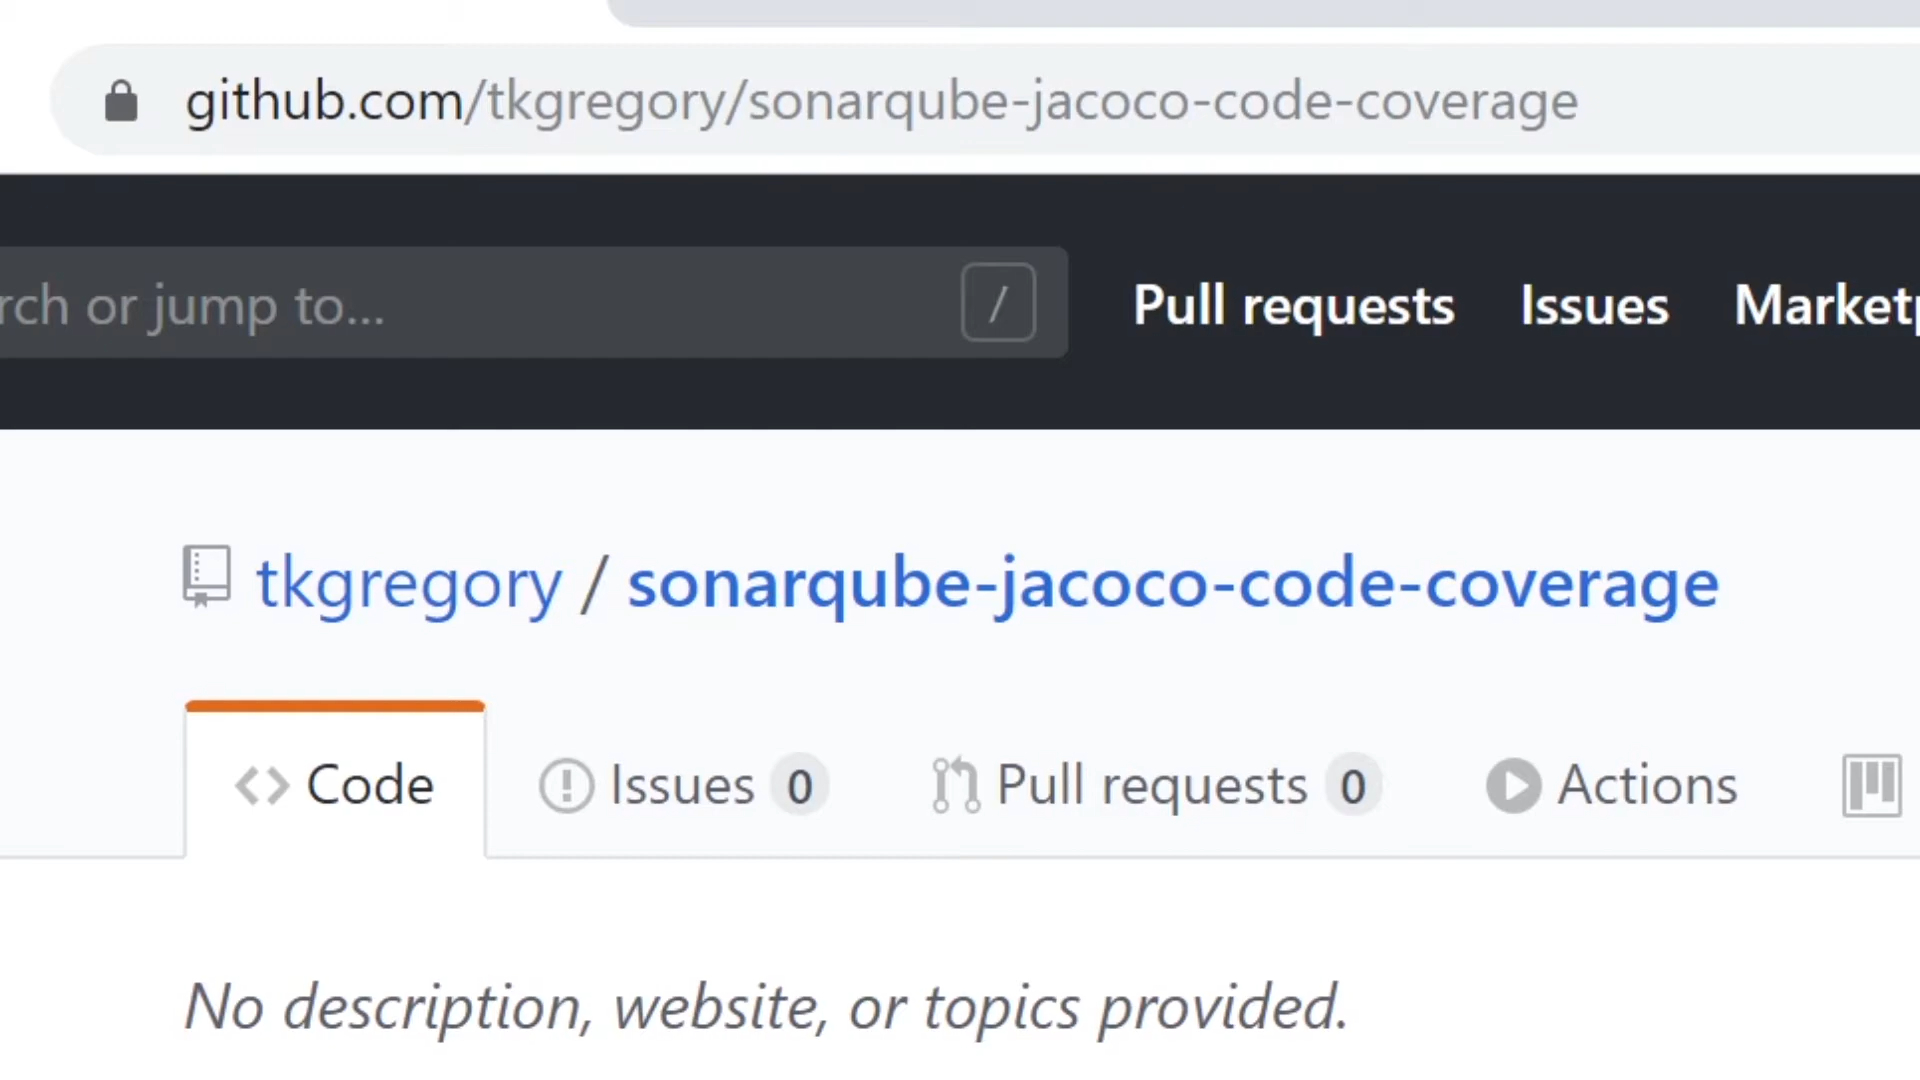 github.com/tkgregory/sonarqube-jacoco-code-coverage
rch or jump to... / Pull requests Issues Marketp
tkgregory / sonarqube-jacoco-code-coverage
Code Issues 0 Pull requests 0 Actions
No description, website, or topics provided.